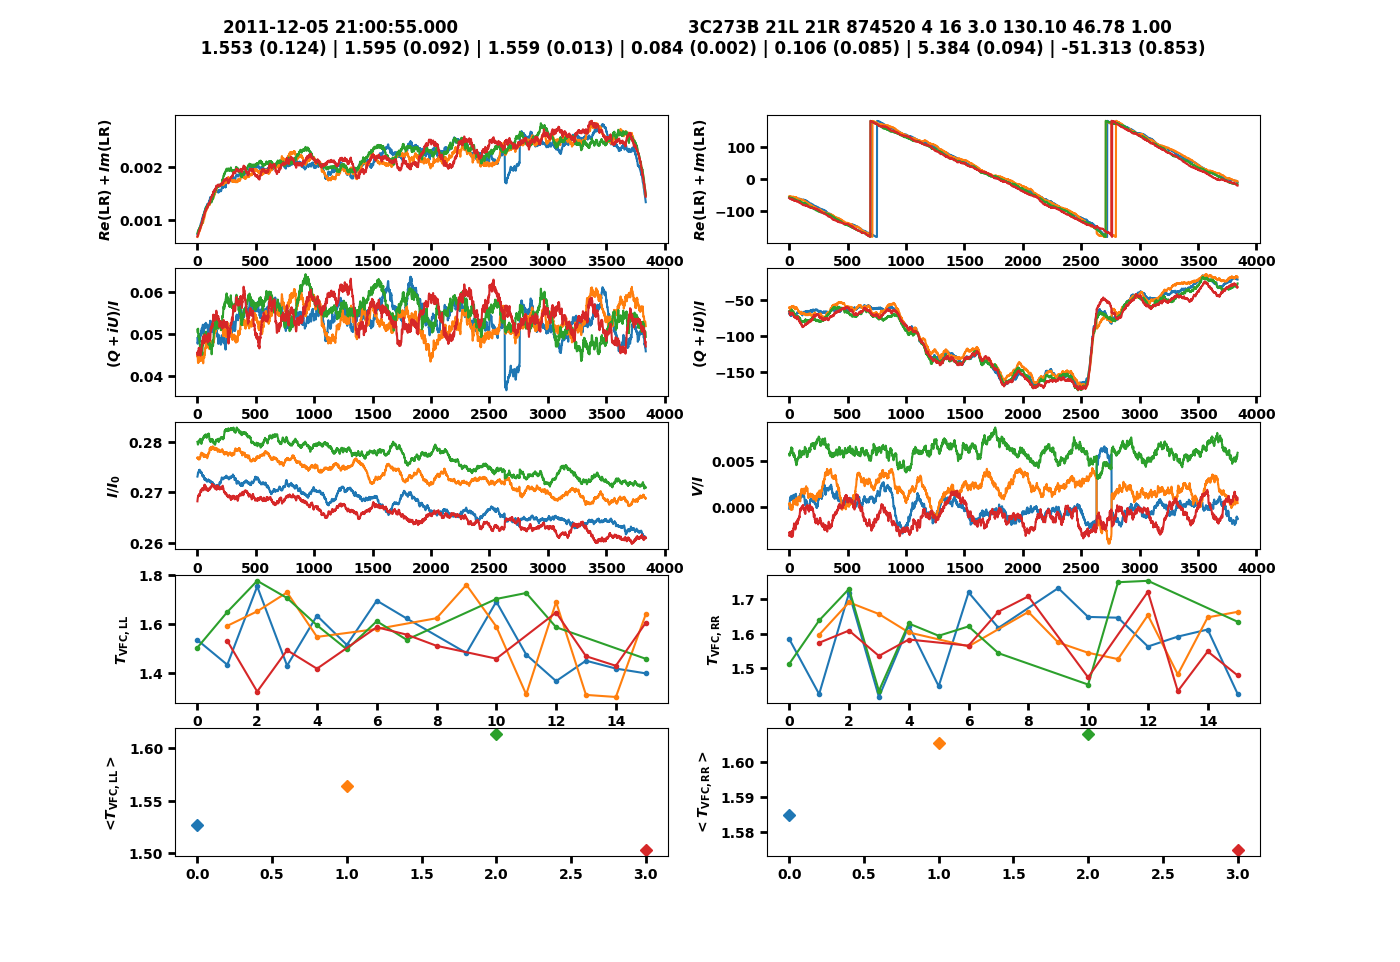 2011-12-05 21:00:55.000 3C273B 21L 21R 874520 4 16 3.0 130.10 46.78 1.00
1.553 (0.124) | 1.595 (0.092) | 1.559 (0.013) | 0.084 (0.002) | 0.106 (0.085) | 5.384 (0.094) | -51.313 (0.853)
Re(LR) + Im(LR)
0.002
0.001
0 500 1000 1500 2000 2500 3000 3500 4000
Re(LR) + Im(LR)
100
0
−100
0 500 1000 1500 2000 2500 3000 3500 4000
(Q + iU)/I
0.06
0.05
0.04
0 500 1000 1500 2000 2500 3000 3500 4000
(Q + iU)/I
−50
−100
−150
0 500 1000 1500 2000 2500 3000 3500 4000
I/I0
0.28
0.27
0.26
0 500 1000 1500 2000 2500 3000 3500 4000
V/I
0.005
0.000
0 500 1000 1500 2000 2500 3000 3500 4000
TVFC, LL
1.8
1.6
1.4
0 2 4 6 8 10 12 14
TVFC, RR
1.7
1.6
1.5
0 2 4 6 8 10 12 14
<TVFC, LL >
1.60
1.55
1.50
0.0 0.5 1.0 1.5 2.0 2.5 3.0
< TVFC, RR >
1.60
1.59
1.58
0.0 0.5 1.0 1.5 2.0 2.5 3.0